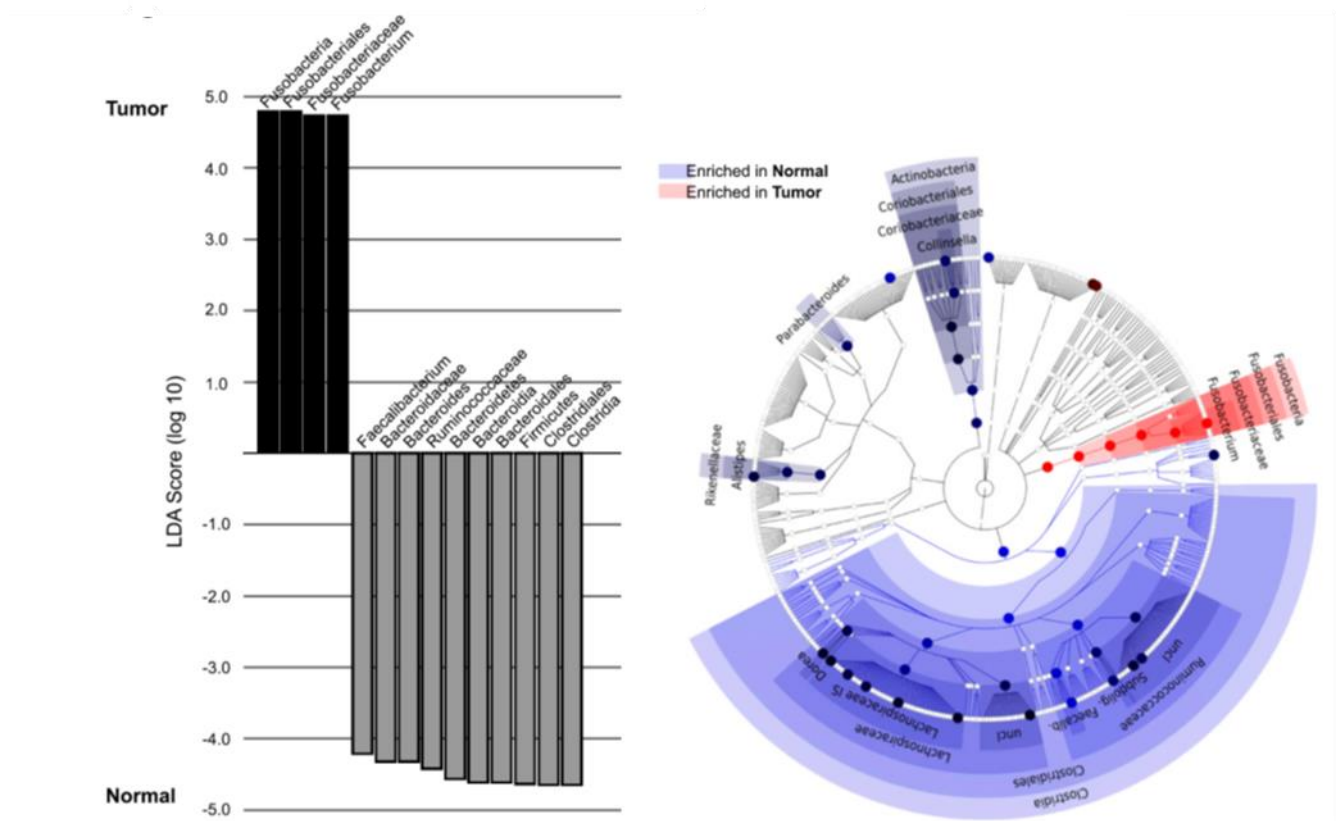 Tumor
5.0
4.0
3.0
2.0
1.0
-1.0
-2.0
-3.0
-4.0
-5.0
Normal
LDA Score (log 10)
Fusobacteria
Fusobacteriales
Fusobacteriaceae
Fusobacterium
Faecalibacterium
Bacteroidaceae
Bacteroides
Ruminococcaceae
Bacteroidetes
Bacteroidia
Bacteroidales
Firmicutes
Clostridiales
Clostridia
Enriched in Normal
Enriched in Tumor
Actinobacteria
Coriobacteriales
Coriobacteriaceae
Collinsella
Parabacteroides
Rikenellaceae
Alistipes
Fusobacterium
Fusobacteriaceae
Fusobacteriales
Fusobacteria
Dorea
Lachnospiraceae IS
Lachnospiraceae
uncl
Faecalib.
Subdolig.
uncl
Ruminococcaceae
Clostridiales
Clostridia